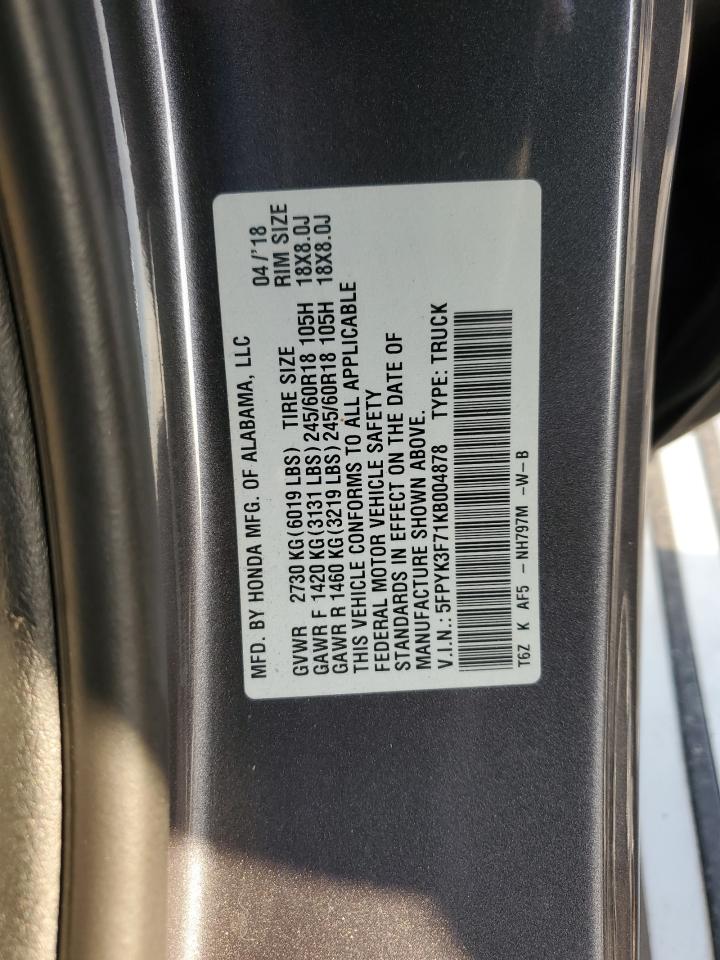 MFD. BY HONDA MFG. OF ALABAMA, LLC 04/'18
GVWR 2730 KG(6019 LBS) TIRE SIZE RIM SIZE
GAWR F 1420 KG(3131 LBS)245/60R18 105H 18X8.0J
GAWR R 1460 KG(3219 LBS)245/60R18 105H 18X8.0J
THIS VEHICLE CONFORMS TO ALL APPLICABLE
FEDERAL MOTOR VEHICLE SAFETY
STANDARDS IN EFFECT ON THE DATE OF
MANUFACTURE SHOWN ABOVE.
V.I.N.: 5FPYK3F71KB004878 TYPE: TRUCK
T6Z K AF5 - NH797M -W-B